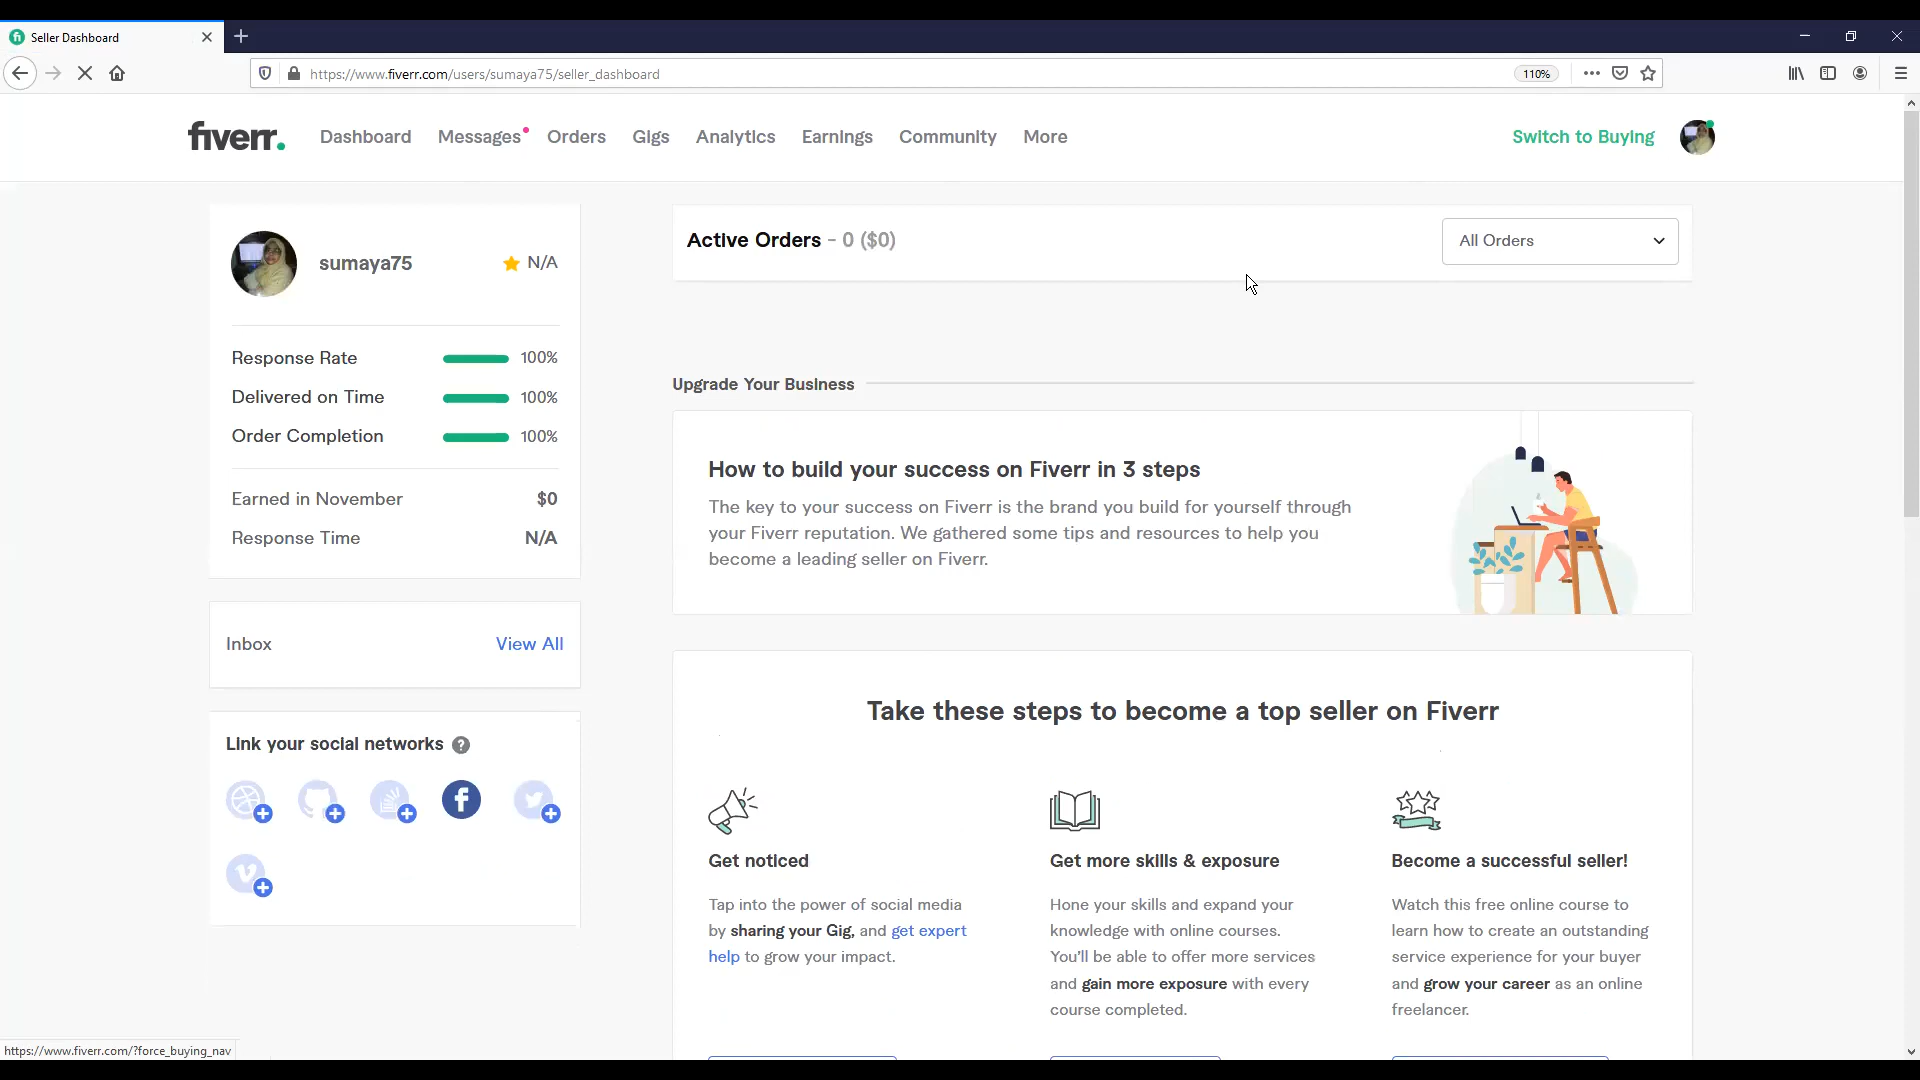 Seller Dashboard
https://www.fiverr.com/users/sumaya75/seller_dashboard
110%
fiverr.
Dashboard
Messages
Orders
Gigs
Analytics
Earnings
Community
More
Switch to Buying
sumaya75
N/A
Response Rate 100%
Delivered on Time 100%
Order Completion 100%
Earned in November $0
Response Time N/A
Inbox View All
Link your social networks ?
Active Orders - 0 ($0)
All Orders
Upgrade Your Business
How to build your success on Fiverr in 3 steps
The key to your success on Fiverr is the brand you build for yourself through
your Fiverr reputation. We gathered some tips and resources to help you
become a leading seller on Fiverr.
Take these steps to become a top seller on Fiverr
Get noticed
Tap into the power of social media
by sharing your Gig, and get expert
help to grow your impact.
Get more skills & exposure
Hone your skills and expand your
knowledge with online courses.
You'll be able to offer more services
and gain more exposure with every
course completed.
Become a successful seller!
Watch this free online course to
learn how to create an outstanding
service experience for your buyer
and grow your career as an online
freelancer.
https://www.fiverr.com/?force_buying_nav